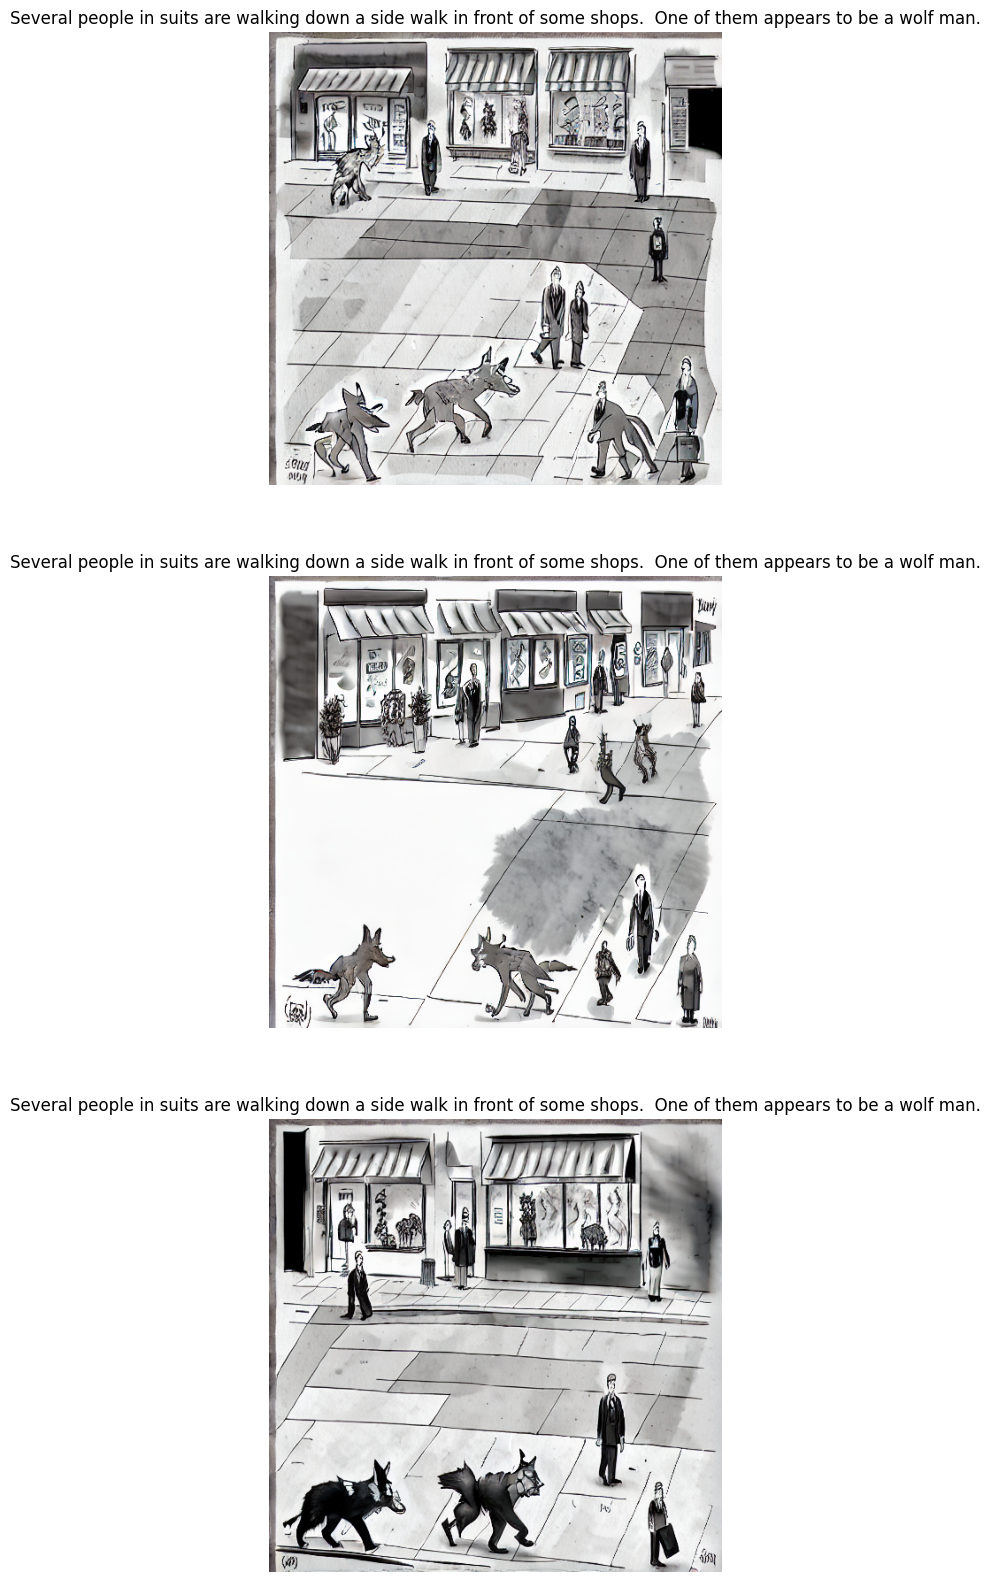 Several people in suits are walking down a side walk in front of some shops.  One of them appears to be a wolf man.
Several people in suits are walking down a side walk in front of some shops.  One of them appears to be a wolf man.
Several people in suits are walking down a side walk in front of some shops.  One of them appears to be a wolf man.